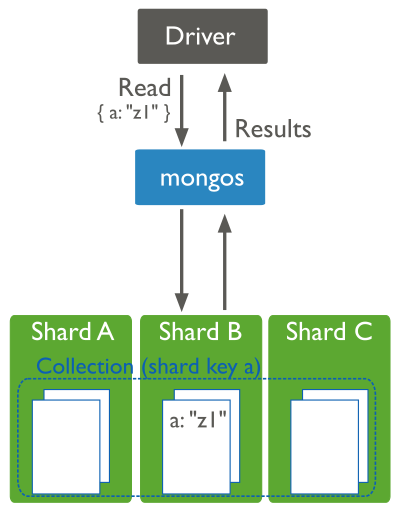 Driver
Read
{ a: "z1" }
Results
mongos
Shard A
Shard B
Shard C
Collection (shard key a)
a: "z1"